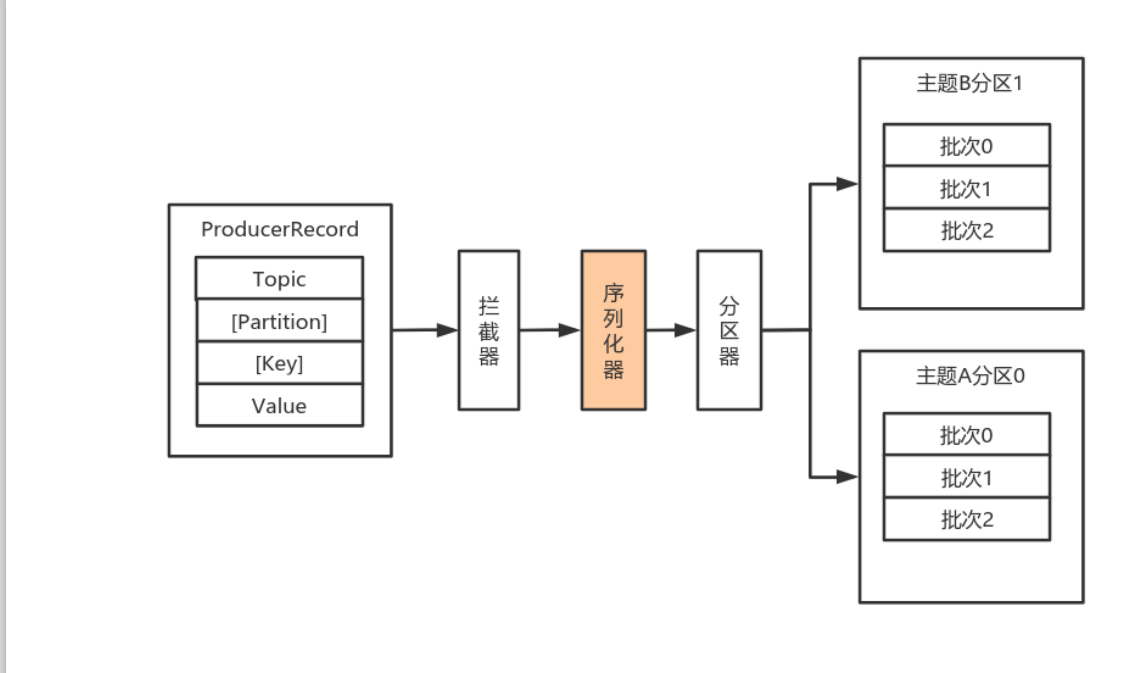 ProducerRecord
Topic
[Partition]
[Key]
Value
拦截器
序列化器
分区器
主题B分区1
批次0
批次1
批次2
主题A分区0
批次0
批次1
批次2